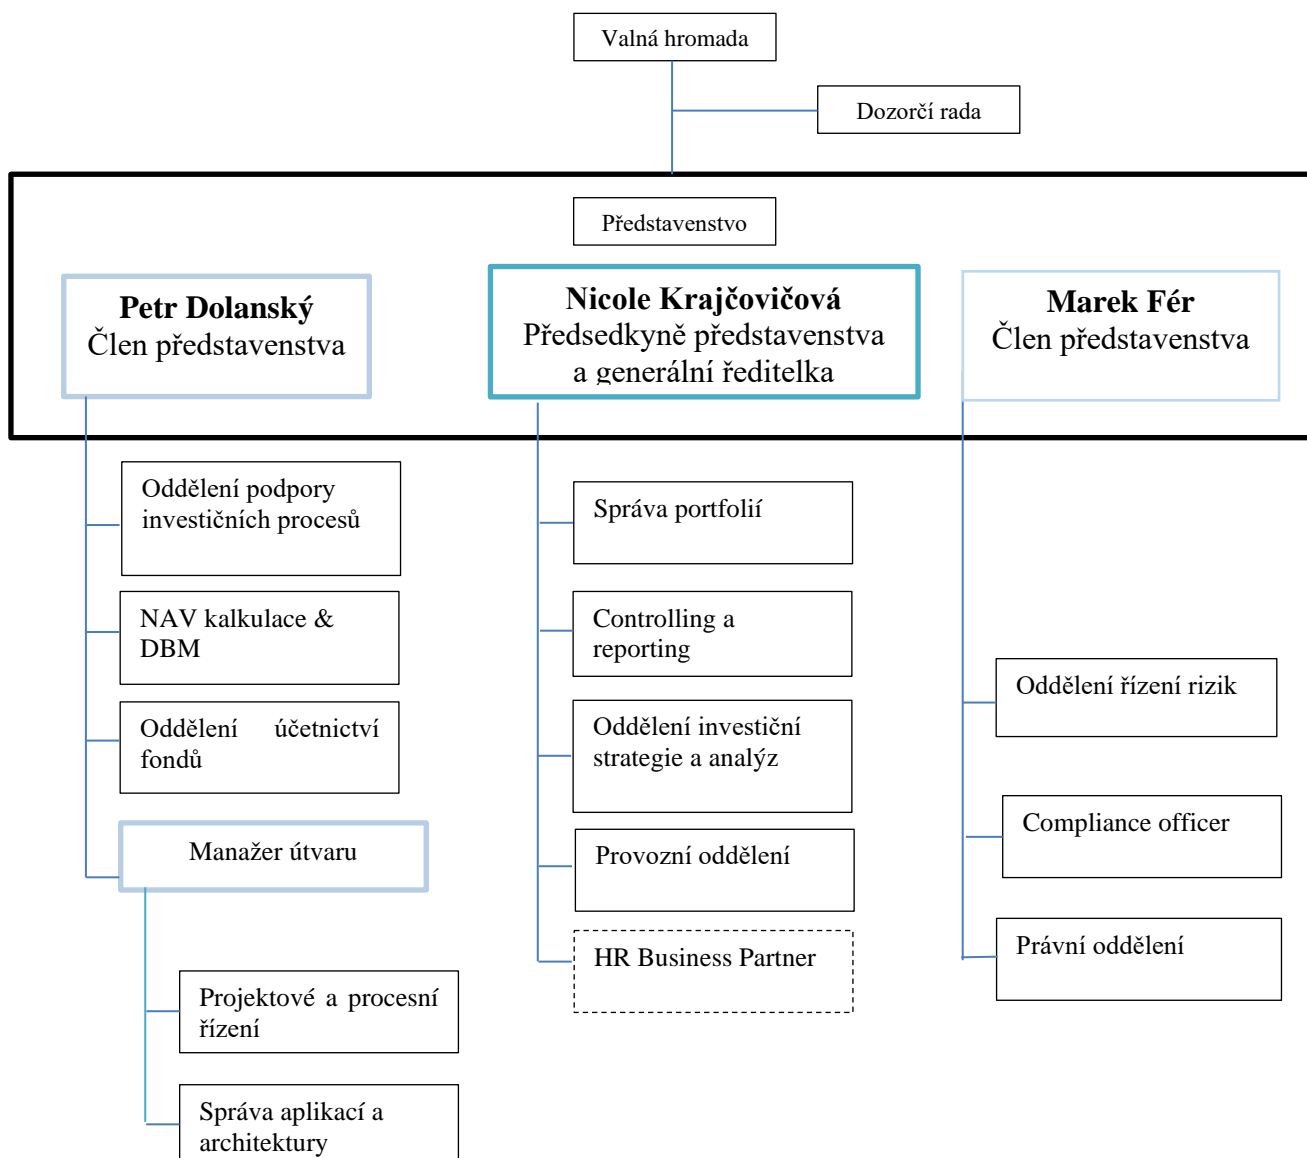 Valná hromada
Dozorčí rada
Představenstvo
Petr Dolanský
Člen představenstva
Nicole Krajčovičová
Předsedkyně představenstva
a generální ředitelka
Marek Fér
Člen představenstva
Oddělení podpory
investičních procesů
NAV kalkulace &
DBM
Oddělení účetnictví
fondů
Manažer útvaru
Projektové a procesní
řízení
Správa aplikací a
architektury
Správa portfolií
Controlling a
reporting
Oddělení investiční
strategie a analýz
Provozní oddělení
HR Business Partner
Oddělení řízení rizik
Compliance officer
Právní oddělení